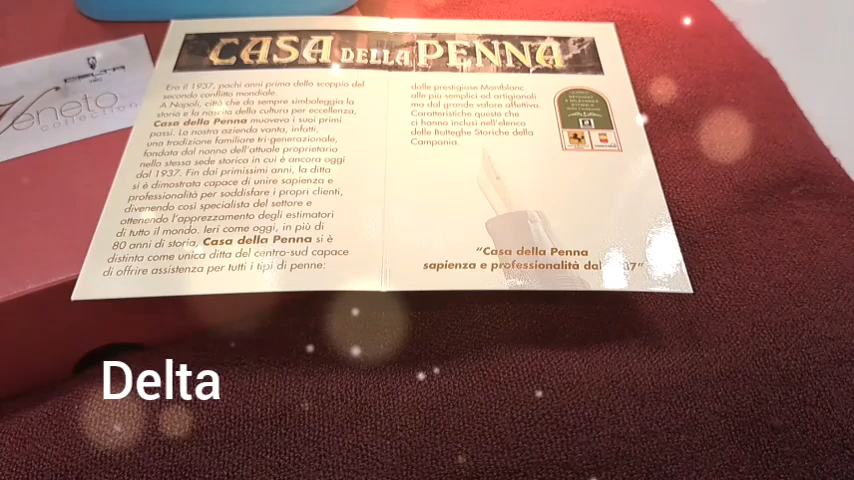 CASA DELLA PENNA
Era il 1937, pochi anni prima dello scoppio del
secondo conflitto mondiale.
A Napoli, città che da sempre simboleggia la
storia e la nascita della cultura per eccellenza,
Casa della Penna muoveva i suoi primi
passi. La nostra azienda vanta, infatti,
una tradizione familiare tri-generazionale,
fondata dal nonno dell'attuale proprietario
nella stessa sede storica in cui è ancora oggi
dal 1937. Fin dai primissimi anni, la ditta
si è dimostrata capace di unire sapienza e
professionalità per soddisfare i propri clienti,
divenendo così specialista del settore e
ottenendo l'apprezzamento degli estimatori
di tutto il mondo. Ieri come oggi, in più di
80 anni di storia, Casa della Penna si è
distinta come unica ditta del centro-sud capace
di offrire assistenza per tutti i tipi di penne:
dalle prestigiose Montblanc
alle più semplici ed artigianali
ma dal grande valore affettivo.
Caratteristiche queste che
ci hanno inclusi nell'elenco
delle Botteghe Storiche della
Campania.
"Casa della Penna
sapienza e professionalità dal 37"
DELTA
Veneto
collection
Delta